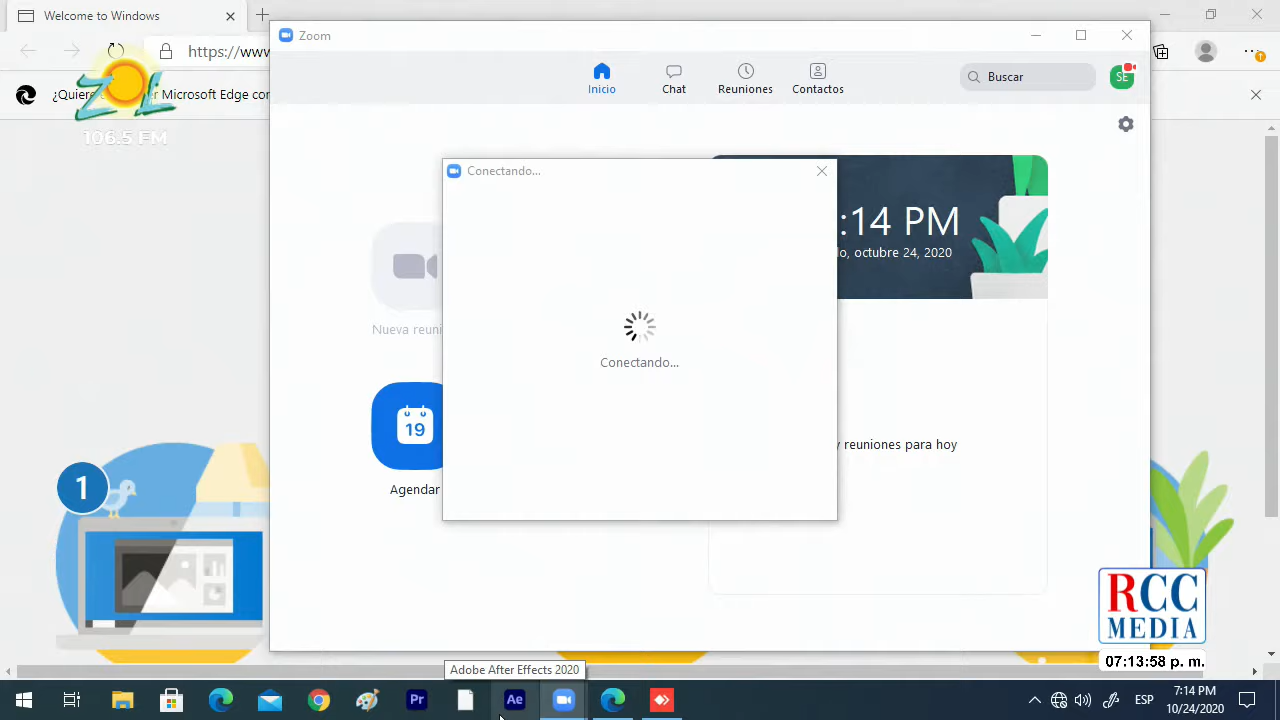 Welcome to Windows
https://www
¿Quiere
Microsoft Edge con
ZOL
106.5 FM
Zoom
Inicio
Chat
Reuniones
Contactos
Buscar
SE
Conectando...
:14 PM
o, octubre 24, 2020
Nueva reuni
Conectando...
19
Agendar
y reuniones para hoy
1
RCC
MEDIA
07:13:58 p. m.
Adobe After Effects 2020
Pr
Ae
ESP
7:14 PM
10/24/2020